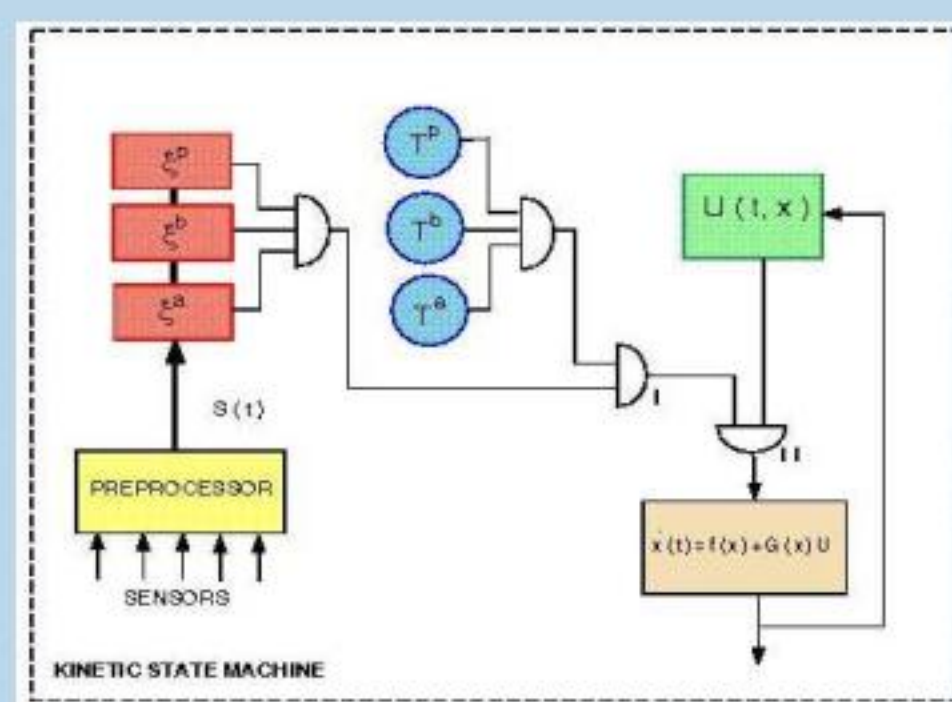 ξᵖ
ξᵇ
ξᵃ
Tᵖ
Tᵇ
Tᵃ
U (t, x)
S (t)
I
II
PREPROCESSOR
ẋ (t) = f (x) + G (x) U
SENSORS
KINETIC STATE MACHINE